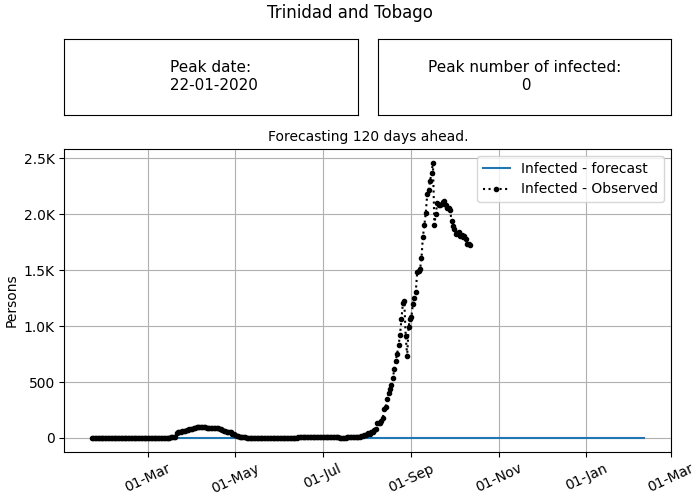 Trinidad and Tobago
Peak date:
22-01-2020
Peak number of infected:
0
Forecasting 120 days ahead.
Infected - forecast
Infected - Observed
Persons
2.5K
2.0K
1.5K
1.0K
500
0
01-Mar
01-May
01-Jul
01-Sep
01-Nov
01-Jan
01-Mar